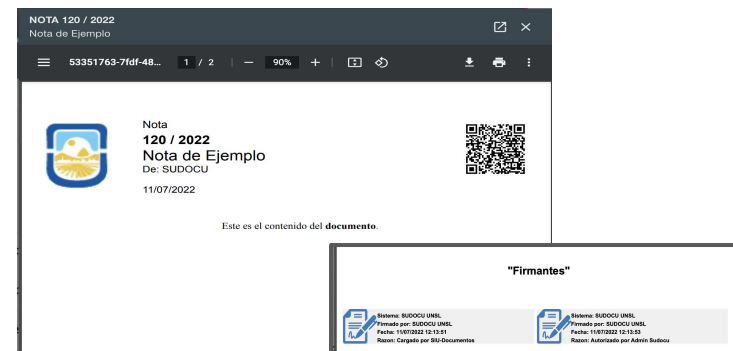 NOTA 120 / 2022
Nota de Ejemplo
53351763-7fdf-48... 1 / 2 90%
Nota
120 / 2022
Nota de Ejemplo
De: SUDOCU
11/07/2022
Este es el contenido del documento.
"Firmantes"
Sistema: SUDOCU UNSL
Firmado por: SUDOCU UNSL
Fecha: 11/07/2022 12:13:51
Razon: Cargado por SIU-Documentos
Sistema: SUDOCU UNSL
Firmado por: SUDOCU UNSL
Fecha: 11/07/2022 12:13:53
Razon: Autorizado por Admin Sudocu